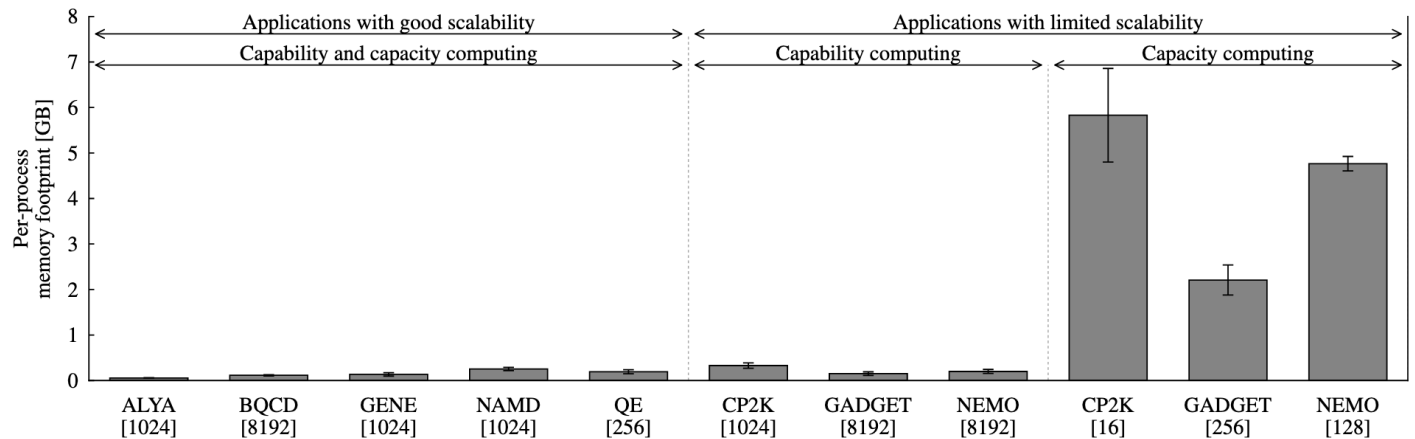 Applications with good scalability
Applications with limited scalability
Capability and capacity computing
Capability computing
Capacity computing
Per-process
memory footprint [GB]
8
7
6
5
4
3
2
1
0
ALYA
[1024]
BQCD
[8192]
GENE
[1024]
NAMD
[1024]
QE
[256]
CP2K
[1024]
GADGET
[8192]
NEMO
[8192]
CP2K
[16]
GADGET
[256]
NEMO
[128]